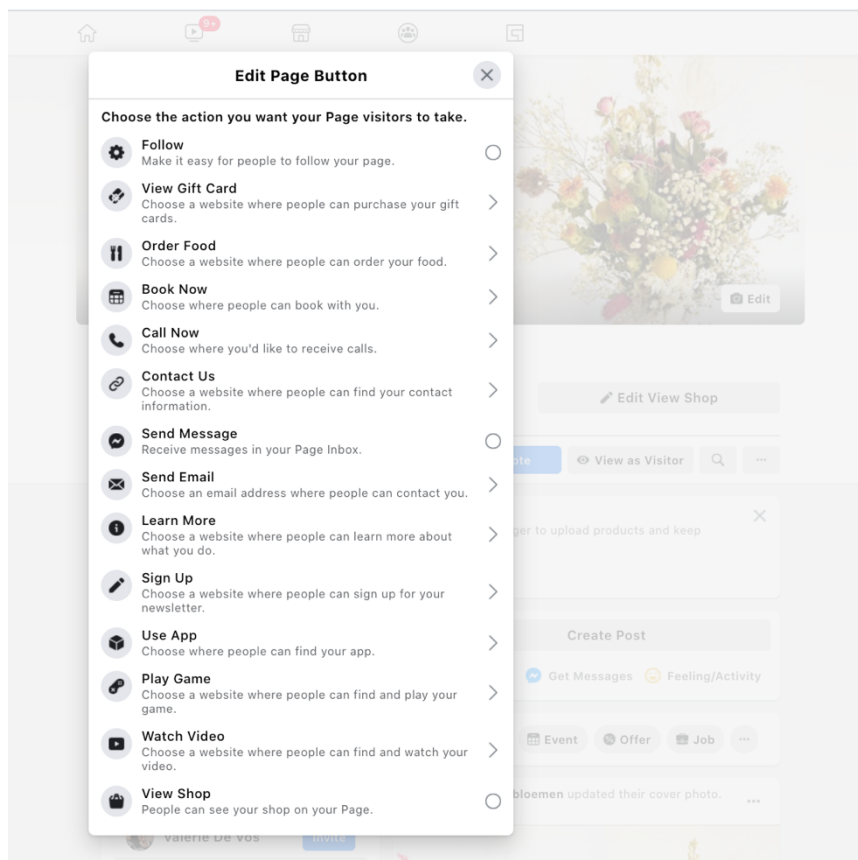 9+
Edit Page Button
Choose the action you want your Page visitors to take.
Follow
Make it easy for people to follow your page.
View Gift Card
Choose a website where people can purchase your gift
cards.
Order Food
Choose a website where people can order your food.
Book Now
Choose where people can book with you.
Call Now
Choose where you'd like to receive calls.
Contact Us
Choose a website where people can find your contact
information.
Send Message
Receive messages in your Page Inbox.
Send Email
Choose an email address where people can contact you.
Learn More
Choose a website where people can learn more about
what you do.
Sign Up
Choose a website where people can sign up for your
newsletter.
Use App
Choose where people can find your app.
Play Game
Choose a website where people can find and play your
game.
Watch Video
Choose a website where people can find and watch your
video.
View Shop
People can see your shop on your Page.
Edit
Edit View Shop
View as Visitor
to upload products and keep
Create Post
Get Messages Feeling/Activity
Event Offer Job
bloemen updated their cover photo.
Valerie De Vos Invite